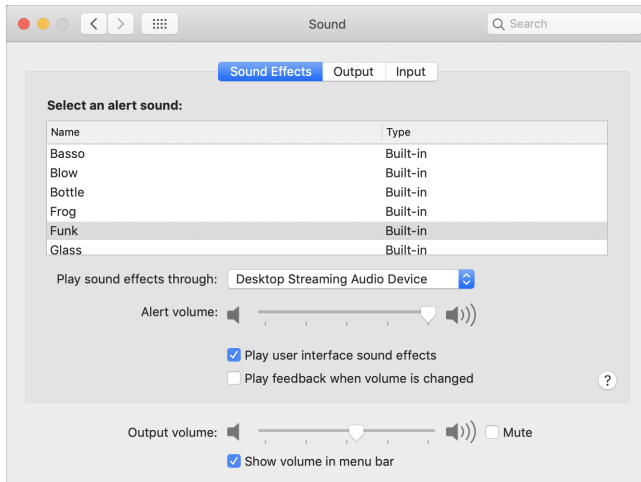 Sound
Search
Sound Effects Output Input
Select an alert sound:
Name Type
Basso Built-in
Blow Built-in
Bottle Built-in
Frog Built-in
Funk Built-in
Glass Built-in
Play sound effects through: Desktop Streaming Audio Device
Alert volume:
Play user interface sound effects
Play feedback when volume is changed
?
Output volume: Mute
Show volume in menu bar